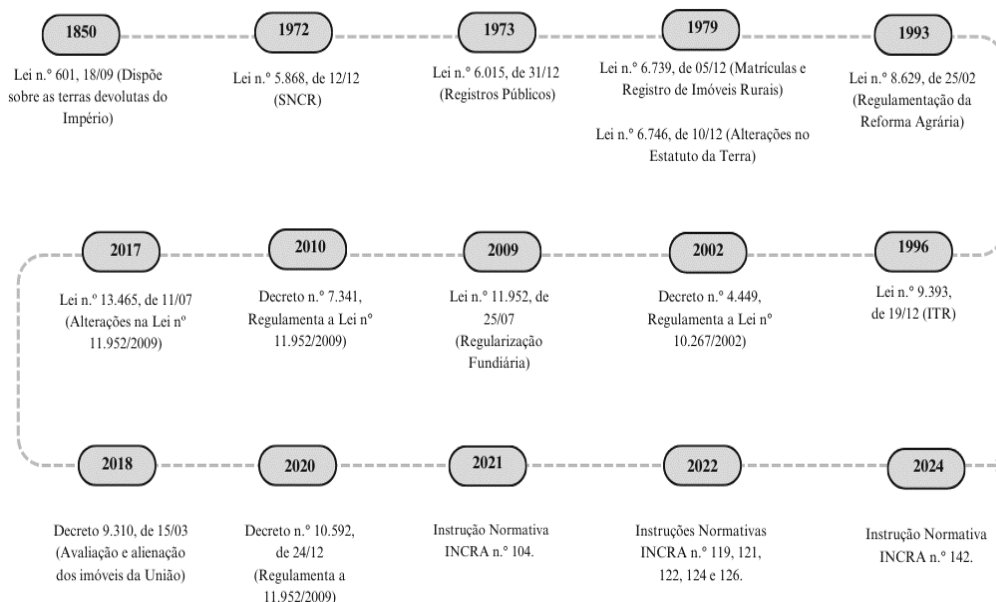 1850
Lei n.º 601, 18/09 (Dispõe
sobre as terras devolutas do
Império)
1972
Lei n.º 5.868, de 12/12
(SNCR)
1973
Lei n.º 6.015, de 31/12
(Registros Públicos)
1979
Lei n.º 6.739, de 05/12 (Matrículas e
Registro de Imóveis Rurais)
Lei n.º 6.746, de 10/12 (Alterações no
Estatuto da Terra)
1993
Lei n.º 8.629, de 25/02
(Regulamentação da
Reforma Agrária)
2017
Lei n.º 13.465, de 11/07
(Alterações na Lei nº
11.952/2009)
2010
Decreto n.º 7.341,
Regulamenta a Lei nº
11.952/2009)
2009
Lei n.º 11.952, de
25/07
(Regularização
Fundiária)
2002
Decreto n.º 4.449,
Regulamenta a Lei nº
10.267/2002)
1996
Lei n.º 9.393,
de 19/12 (ITR)
2018
Decreto 9.310, de 15/03
(Avaliação e alienação
dos imóveis da União)
2020
Decreto n.º 10.592,
de 24/12
(Regulamenta a
11.952/2009)
2021
Instrução Normativa
INCRA n.º 104.
2022
Instruções Normativas
INCRA n.º 119, 121,
122, 124 e 126.
2024
Instrução Normativa
INCRA n.º 142.